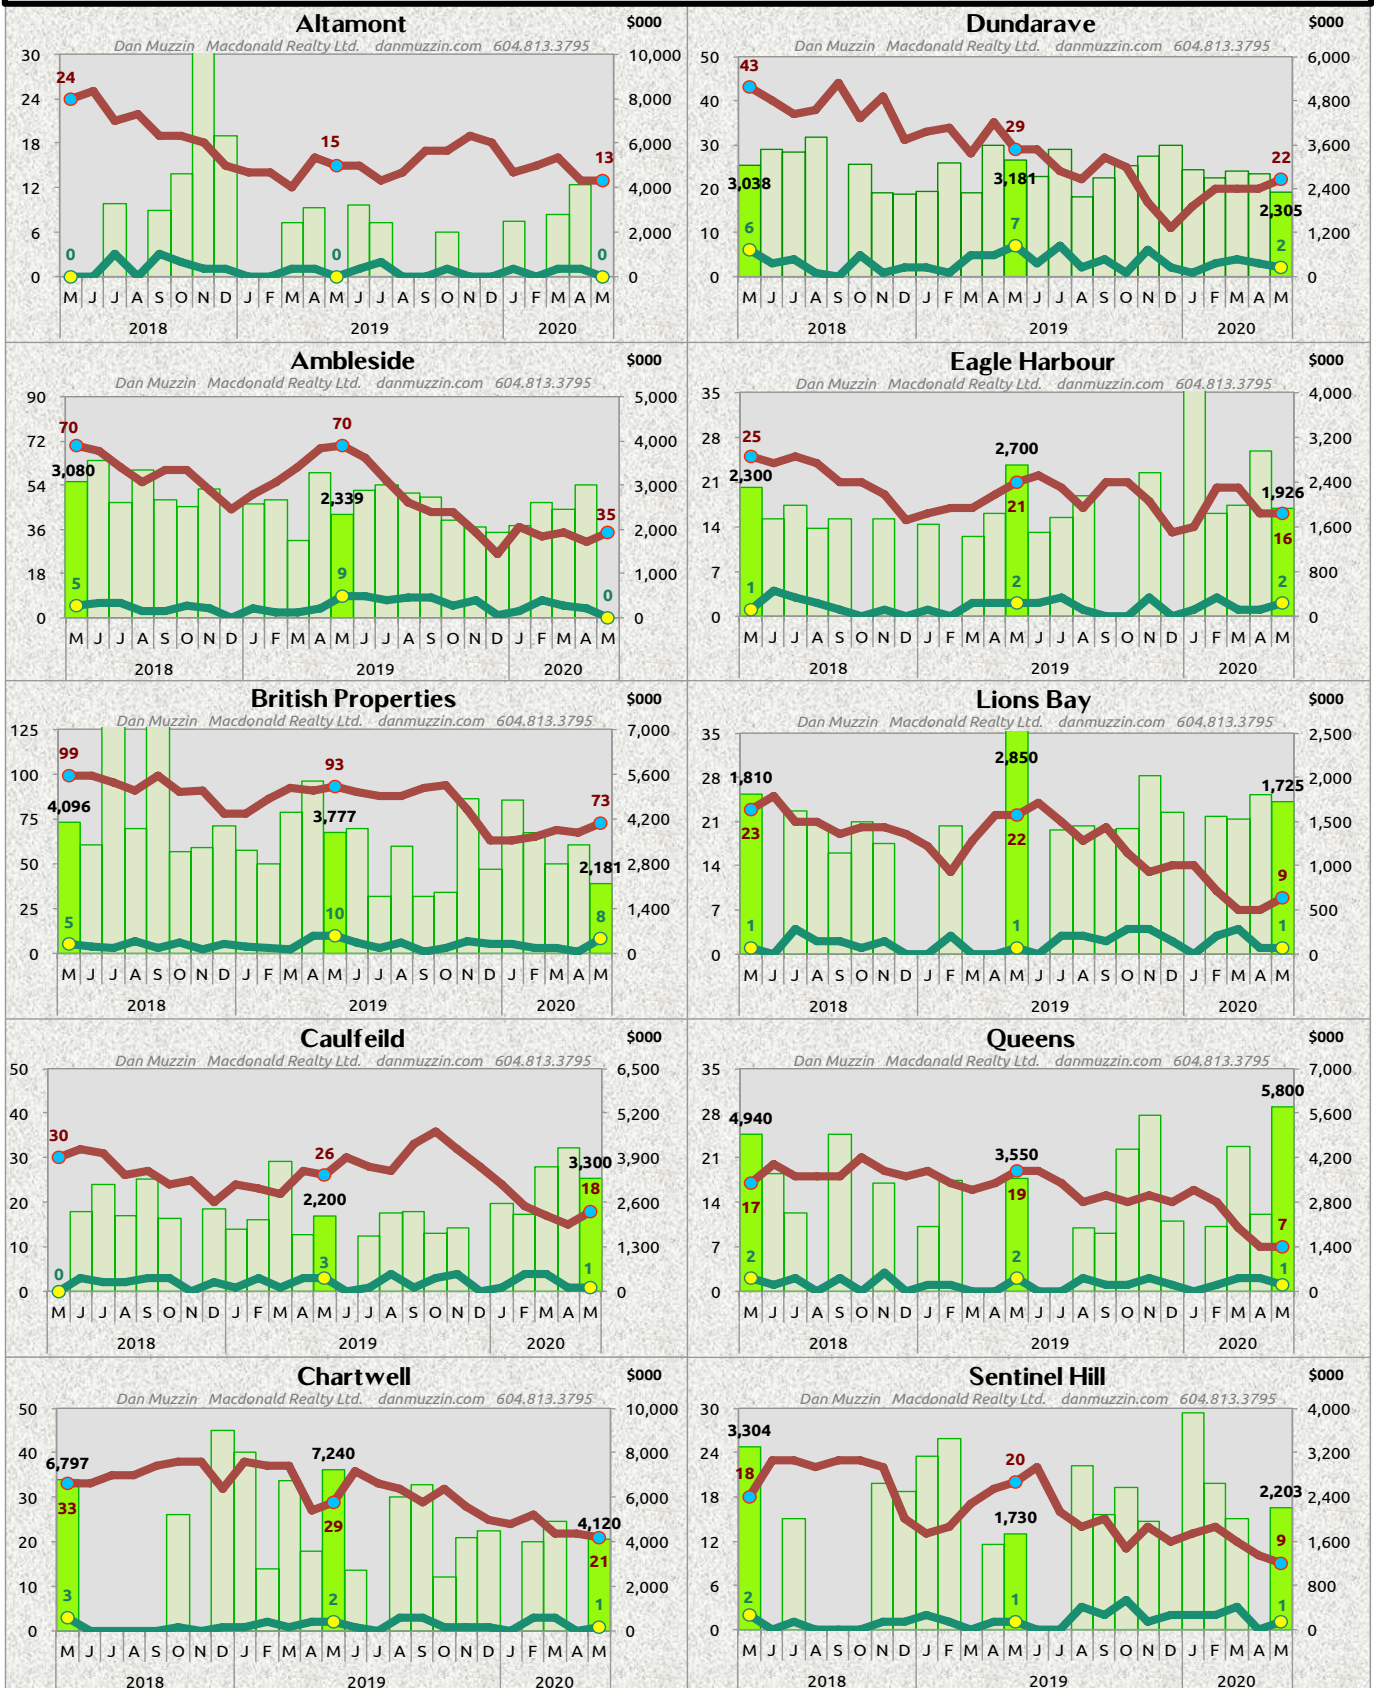 Altamont $000
Dan Muzzin Macdonald Realty Ltd. danmuzzin.com 604.813.3795
30 24 18 12 6 0
10,000 8,000 6,000 4,000 2,000 0
24 15 13
0 0 0
M J J A S O N D J F M A M J J A S O N D J F M A M
2018 2019 2020
Dundarave $000
Dan Muzzin Macdonald Realty Ltd. danmuzzin.com 604.813.3795
50 40 30 20 10 0
6,000 4,800 3,600 2,400 1,200 0
43 29 22
3,038 3,181 2,305
6 7 2
M J J A S O N D J F M A M J J A S O N D J F M A M
2018 2019 2020
Ambleside $000
Dan Muzzin Macdonald Realty Ltd. danmuzzin.com 604.813.3795
90 72 54 36 18 0
5,000 4,000 3,000 2,000 1,000 0
70 70 35
3,080 2,339
5 9 0
M J J A S O N D J F M A M J J A S O N D J F M A M
2018 2019 2020
Eagle Harbour $000
Dan Muzzin Macdonald Realty Ltd. danmuzzin.com 604.813.3795
35 28 21 14 7 0
4,000 3,200 2,400 1,600 800 0
25 21 16
2,300 2,700 1,926
1 2 2
M J J A S O N D J F M A M J J A S O N D J F M A M
2018 2019 2020
British Properties $000
Dan Muzzin Macdonald Realty Ltd. danmuzzin.com 604.813.3795
125 100 75 50 25 0
7,000 5,600 4,200 2,800 1,400 0
99 93 73
4,096 3,777 2,181
5 10 8
M J J A S O N D J F M A M J J A S O N D J F M A M
2018 2019 2020
Lions Bay $000
Dan Muzzin Macdonald Realty Ltd. danmuzzin.com 604.813.3795
35 28 21 14 7 0
2,500 2,000 1,500 1,000 500 0
1,810 2,850 1,725
23 22 9
1 1 1
M J J A S O N D J F M A M J J A S O N D J F M A M
2018 2019 2020
Caulfeild $000
Dan Muzzin Macdonald Realty Ltd. danmuzzin.com 604.813.3795
50 40 30 20 10 0
6,500 5,200 3,900 2,600 1,300 0
30 26 18
2,200 3,300
0 3 1
M J J A S O N D J F M A M J J A S O N D J F M A M
2018 2019 2020
Queens $000
Dan Muzzin Macdonald Realty Ltd. danmuzzin.com 604.813.3795
35 28 21 14 7 0
7,000 5,600 4,200 2,800 1,400 0
4,940 3,550 5,800
17 19 7
2 2 1
M J J A S O N D J F M A M J J A S O N D J F M A M
2018 2019 2020
Chartwell $000
Dan Muzzin Macdonald Realty Ltd. danmuzzin.com 604.813.3795
50 40 30 20 10 0
10,000 8,000 6,000 4,000 2,000 0
6,797 7,240 4,120
33 29 21
3 2 1
M J J A S O N D J F M A M J J A S O N D J F M A M
2018 2019 2020
Sentinel Hill $000
Dan Muzzin Macdonald Realty Ltd. danmuzzin.com 604.813.3795
30 24 18 12 6 0
4,000 3,200 2,400 1,600 800 0
3,304 1,730 2,203
18 20 9
2 1 1
M J J A S O N D J F M A M J J A S O N D J F M A M
2018 2019 2020